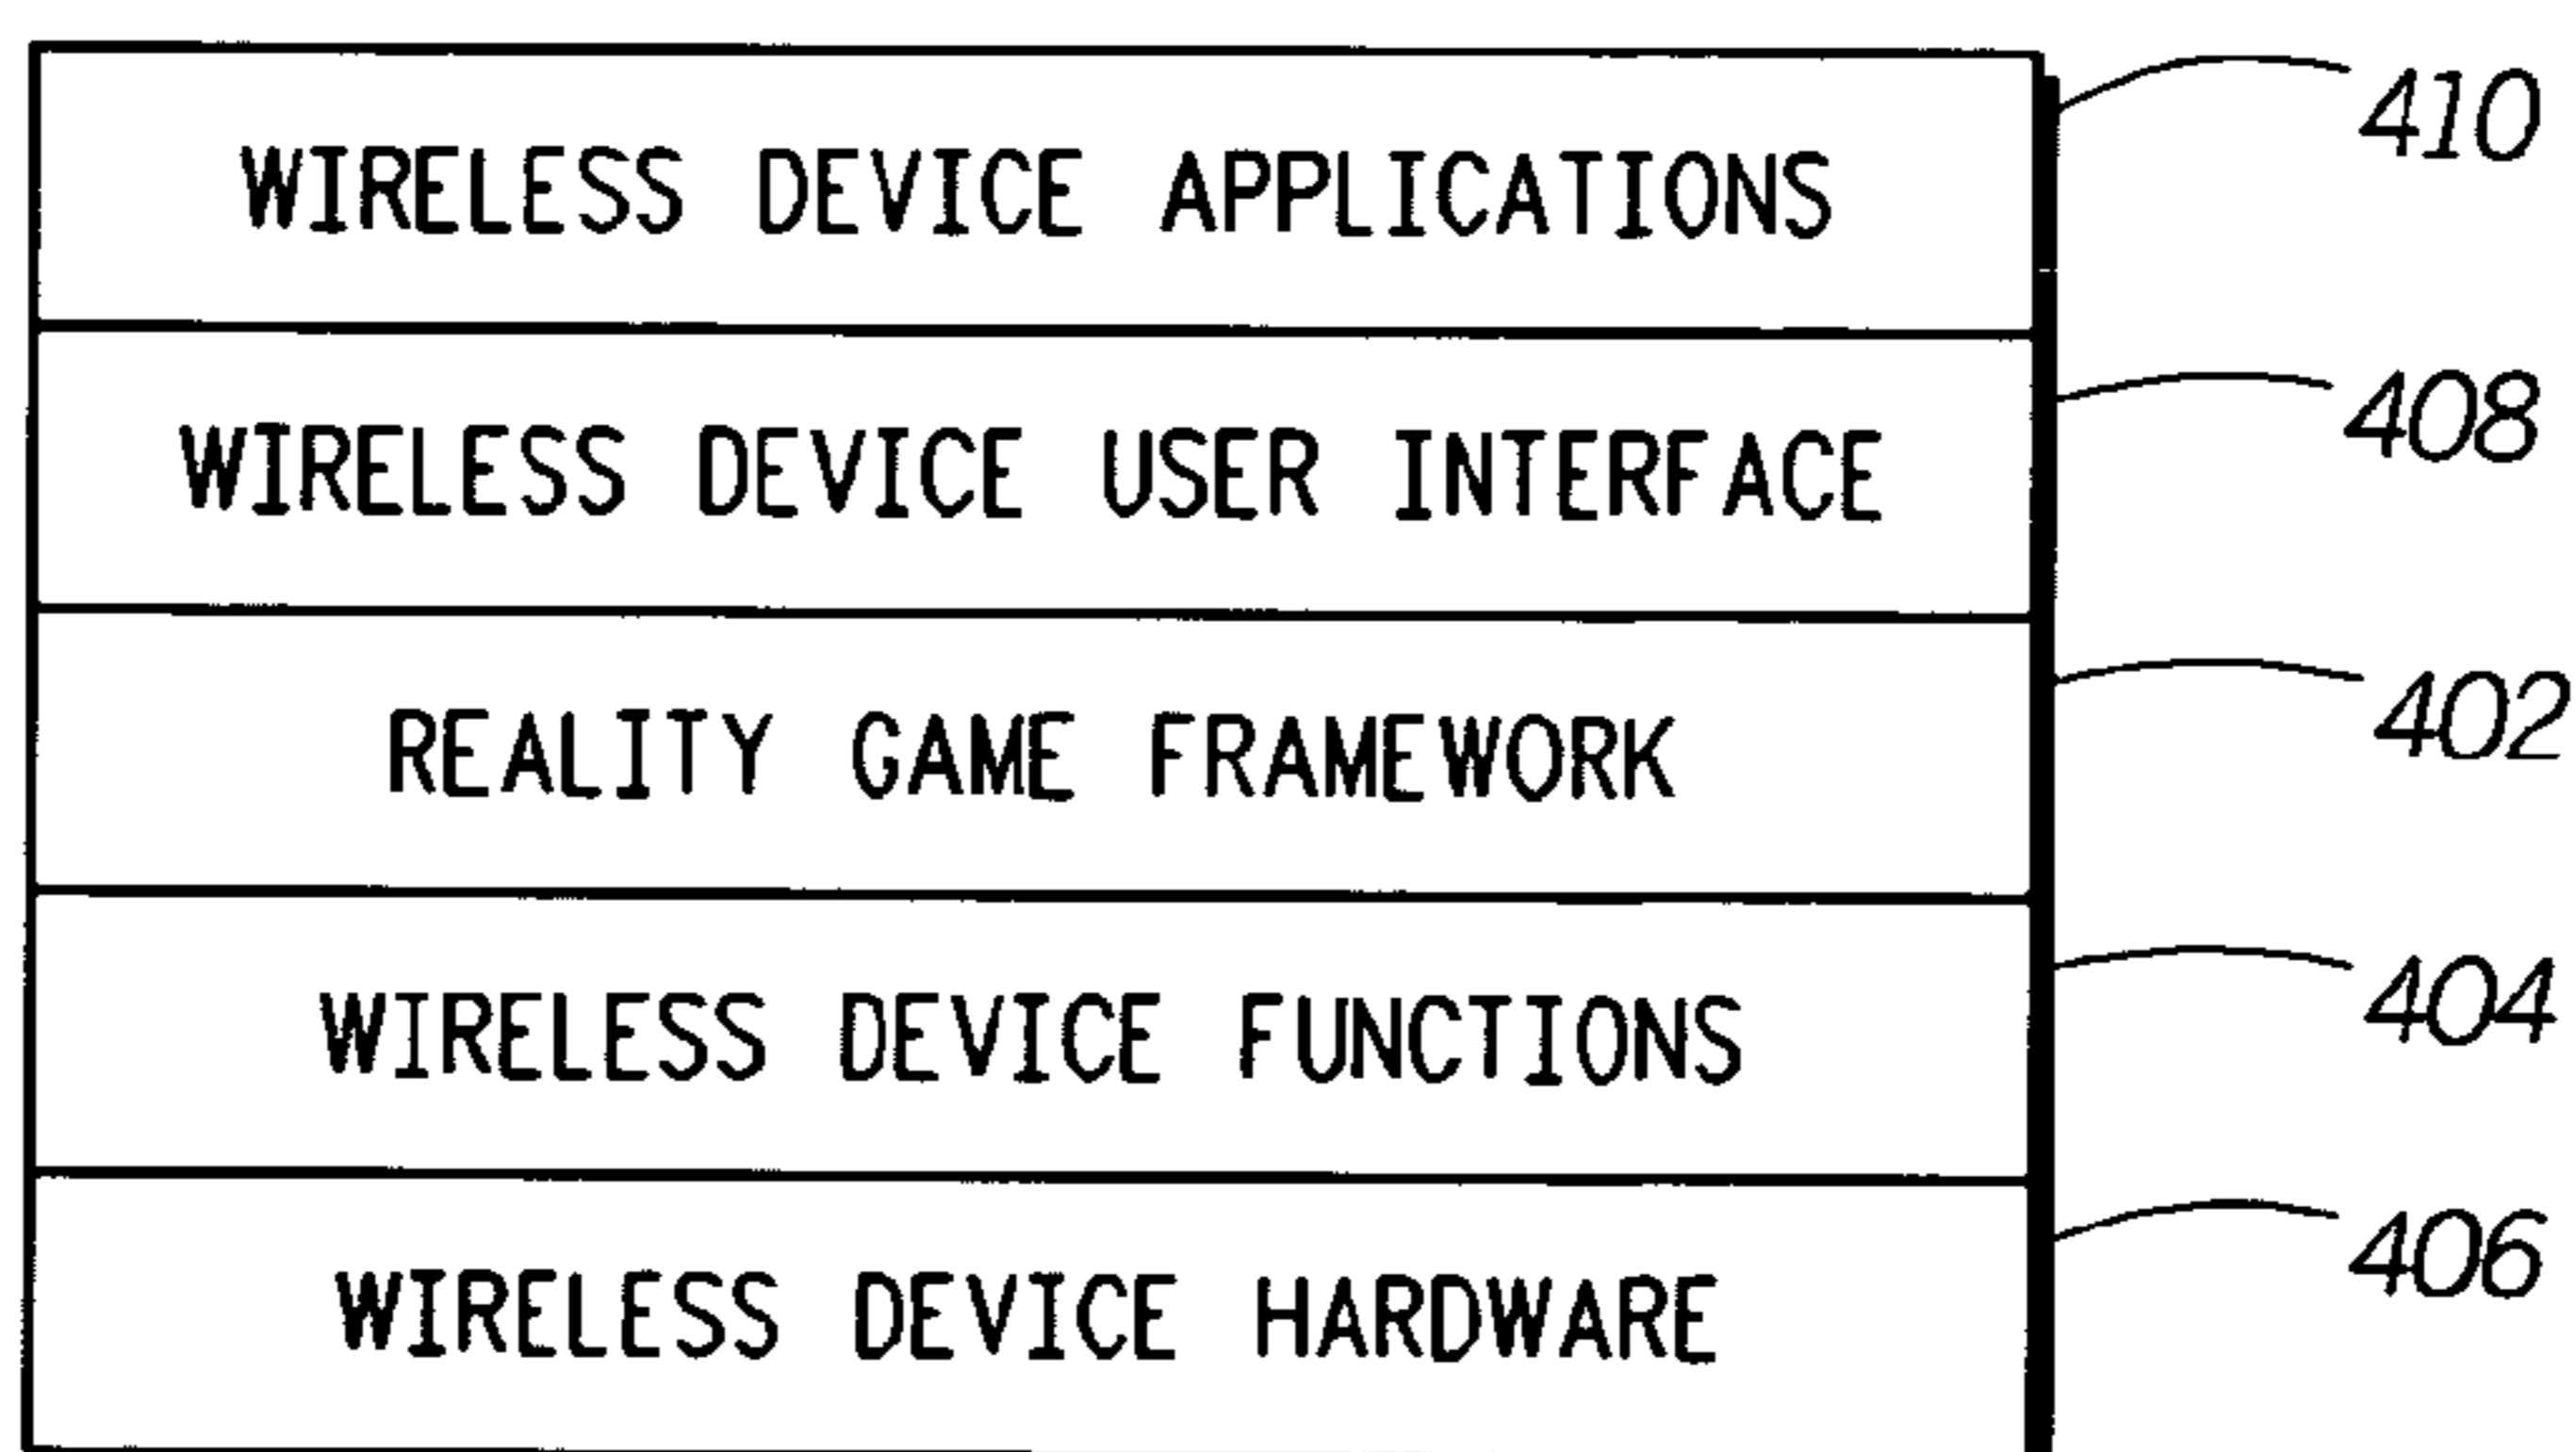 WIRELESS DEVICE APPLICATIONS 410
WIRELESS DEVICE USER INTERFACE 408
REALITY GAME FRAMEWORK 402
WIRELESS DEVICE FUNCTIONS 404
WIRELESS DEVICE HARDWARE 406